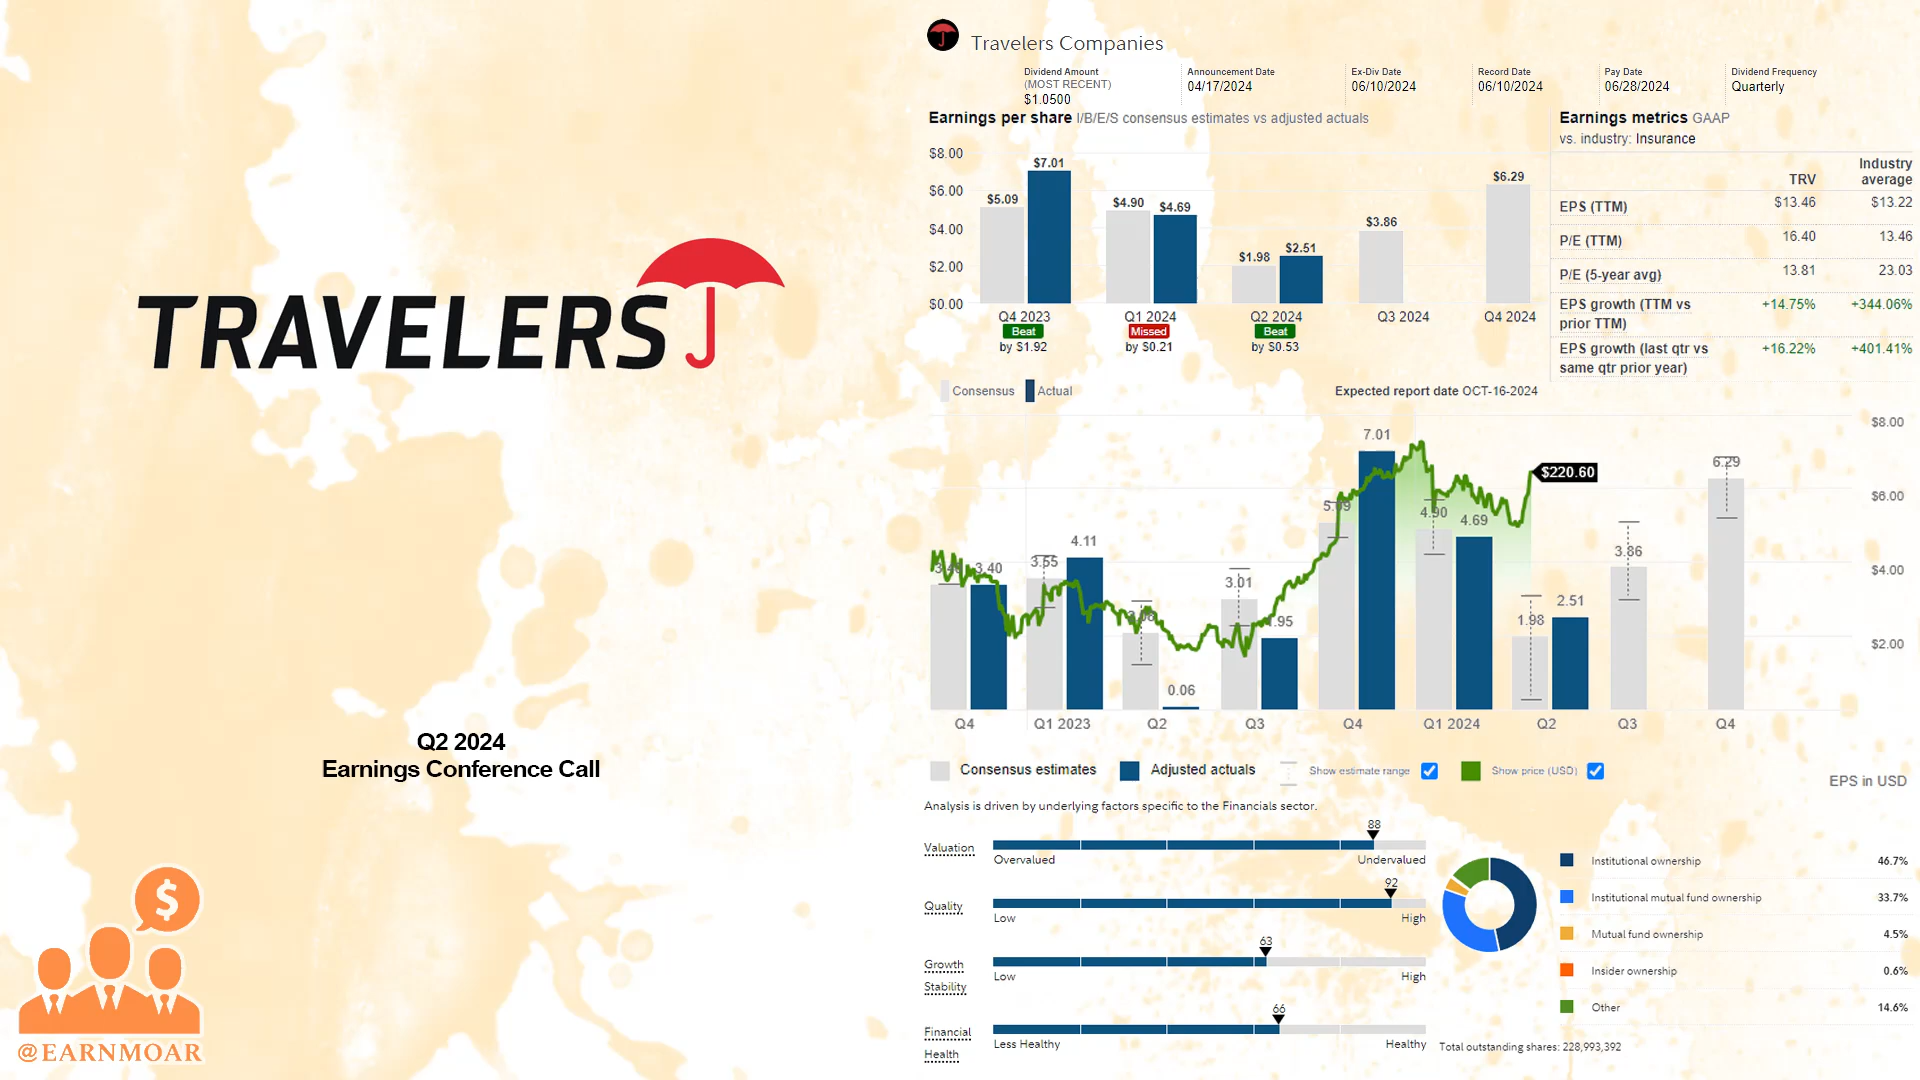 TRAVELERS
Q2 2024
Earnings Conference Call
$
@EARNMOAR
Travelers Companies
Dividend Amount
(MOST RECENT)
$1.0500
Announcement Date
04/17/2024
Ex-Div Date
06/10/2024
Record Date
06/10/2024
Pay Date
06/28/2024
Dividend Frequency
Quarterly
Earnings per share I/B/E/S consensus estimates vs adjusted actuals
$8.00
$6.00
$4.00
$2.00
$0.00
$5.09
$7.01
$4.90
$4.69
$1.98
$2.51
$3.86
$6.29
Q4 2023
Beat
by $1.92
Q1 2024
Missed
by $0.21
Q2 2024
Beat
by $0.53
Q3 2024
Q4 2024
Consensus
Actual
Expected report date OCT-16-2024
Earnings metrics GAAP
vs. industry: Insurance
TRV
Industry
average
EPS (TTM) $13.46 $13.22
P/E (TTM) 16.40 13.46
P/E (5-year avg) 13.81 23.03
EPS growth (TTM vs
prior TTM) +14.75% +344.06%
EPS growth (last qtr vs
same qtr prior year) +16.22% +401.41%
$8.00
$6.00
$4.00
$2.00
3.40
3.55
4.11
0.06
3.01
5.09
7.01
4.90
4.69
$220.60
1.98
2.51
3.86
6.29
Q4
Q1 2023
Q2
Q3
Q4
Q1 2024
Q2
Q3
Q4
Consensus estimates
Adjusted actuals
Show estimate range
Show price (USD)
EPS in USD
Analysis is driven by underlying factors specific to the Financials sector.
Valuation
88
Overvalued
Undervalued
Quality
92
Low
High
Growth
Stability
63
Low
High
Financial
Health
66
Less Healthy
Healthy
Institutional ownership 46.7%
Institutional mutual fund ownership 33.7%
Mutual fund ownership 4.5%
Insider ownership 0.6%
Other 14.6%
Total outstanding shares: 228,993,392